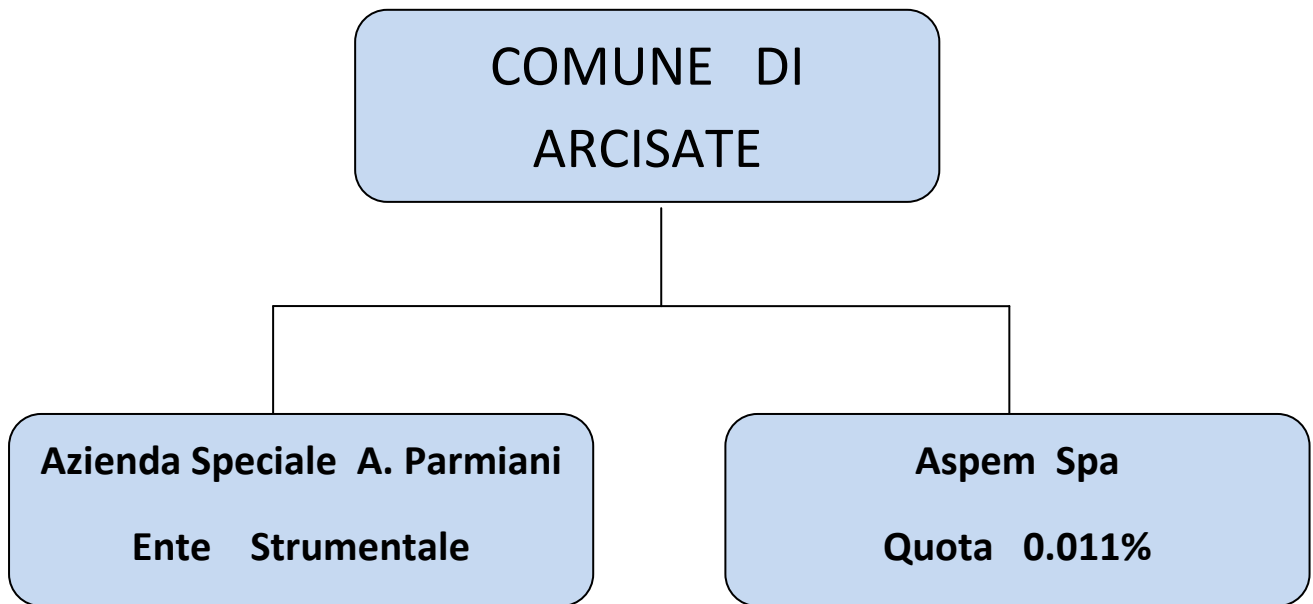 COMUNE DI
ARCISATE
Azienda Speciale A. Parmiani
Ente Strumentale
Aspem Spa
Quota 0.011%